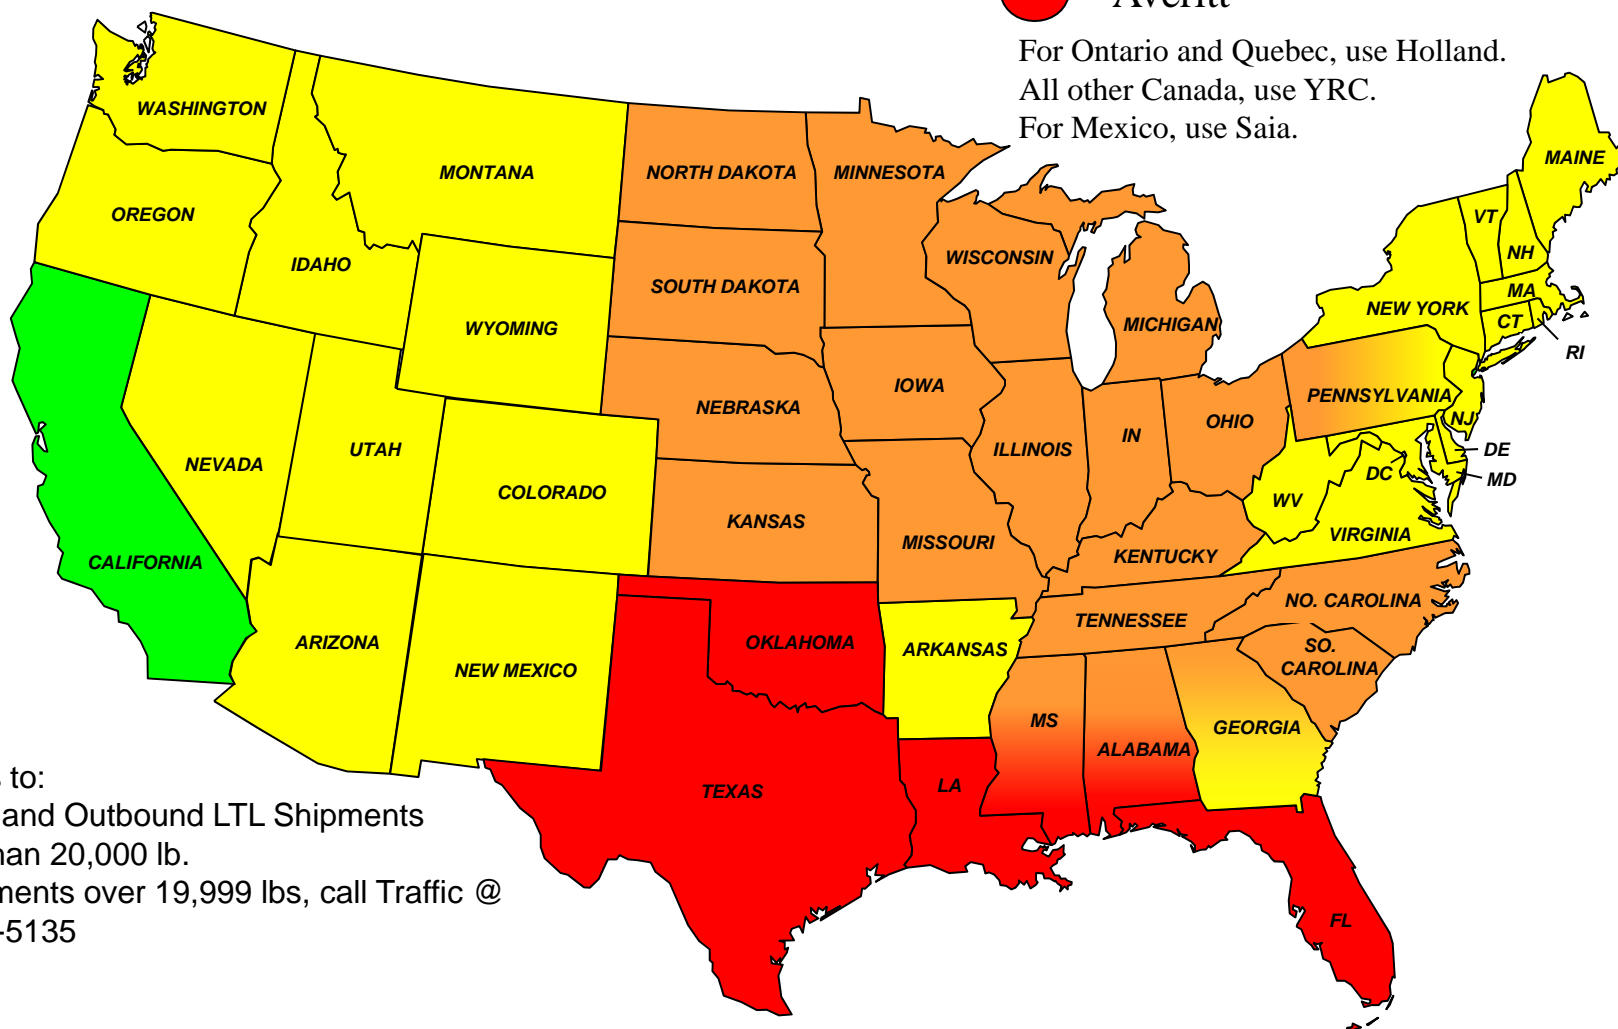 Averitt
For Ontario and Quebec, use Holland.
All other Canada, use YRC.
For Mexico, use Saia.
WASHINGTON
OREGON
IDAHO
MONTANA
WYOMING
NORTH DAKOTA
MINNESOTA
SOUTH DAKOTA
WISCONSIN
MICHIGAN
IOWA
NEBRASKA
ILLINOIS
IN
OHIO
PENNSYLVANIA
NEW YORK
VT
NH
MAINE
MA
CT
RI
NJ
DE
MD
DC
WV
VIRGINIA
NEVADA
UTAH
COLORADO
KANSAS
MISSOURI
KENTUCKY
CALIFORNIA
ARIZONA
NEW MEXICO
OKLAHOMA
ARKANSAS
TENNESSEE
NO. CAROLINA
SO.
CAROLINA
TEXAS
LA
MS
ALABAMA
GEORGIA
FL
to:
and Outbound LTL Shipments
20,000 lb.
over 19,999 lbs, call Traffic @
-5135